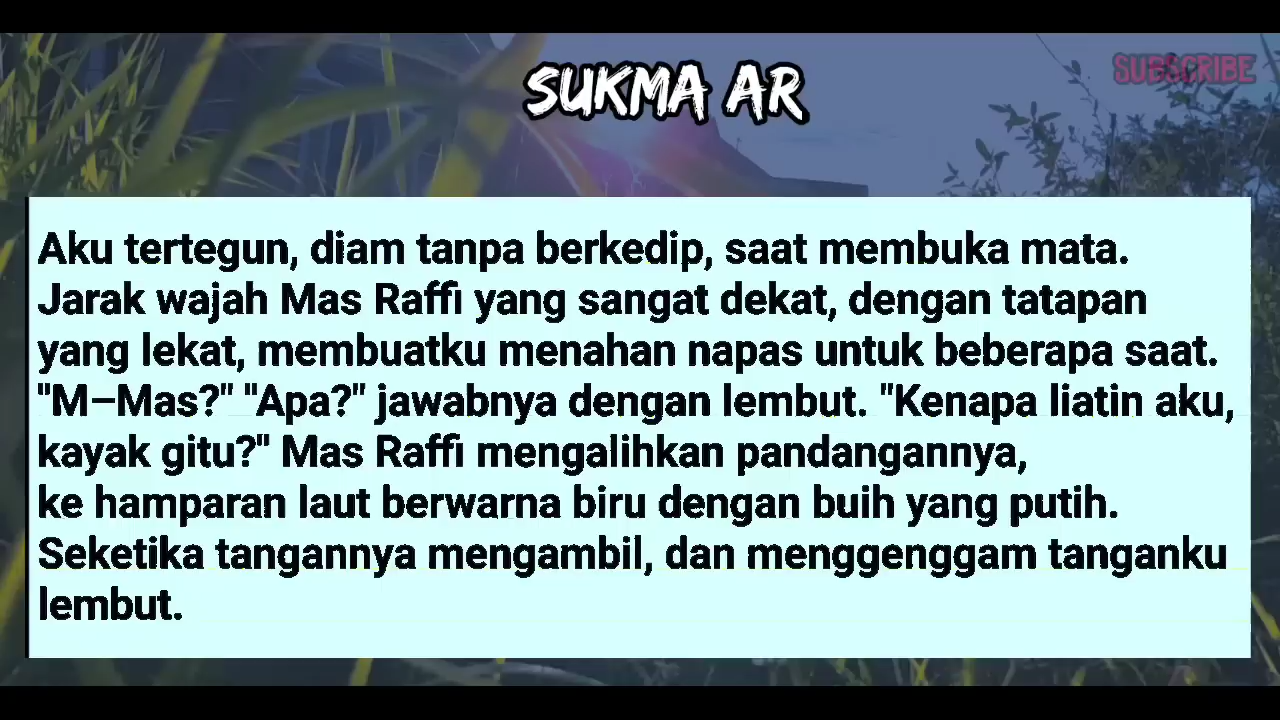 SUKMA AR
SUBSCRIBE
Aku tertegun, diam tanpa berkedip, saat membuka mata.
Jarak wajah Mas Raffi yang sangat dekat, dengan tatapan
yang lekat, membuatku menahan napas untuk beberapa saat.
"M–Mas?" "Apa?" jawabnya dengan lembut. "Kenapa liatin aku,
kayak gitu?" Mas Raffi mengalihkan pandangannya,
ke hamparan laut berwarna biru dengan buih yang putih.
Seketika tangannya mengambil, dan menggenggam tanganku
lembut.